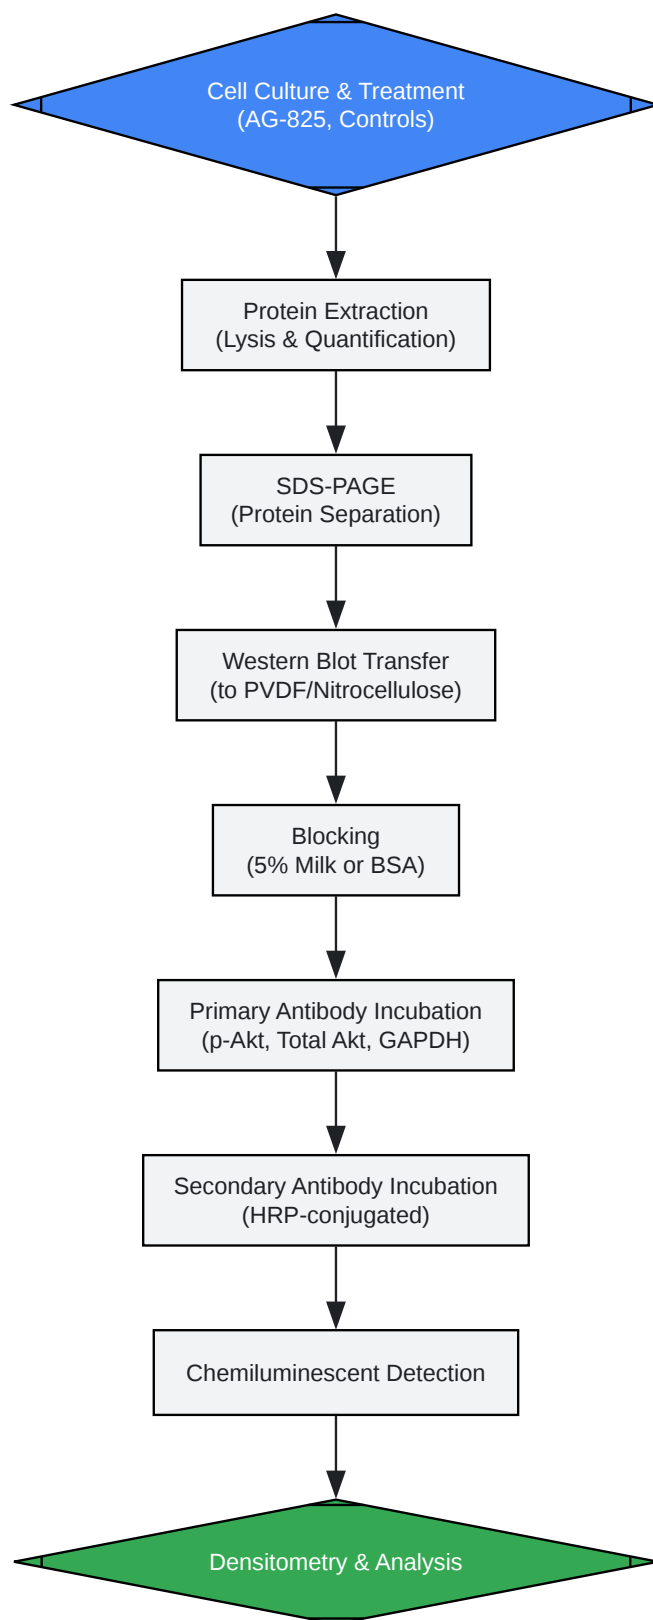 Cell Culture & Treatment
(AG-825, Controls)
Protein Extraction
(Lysis & Quantification)
SDS-PAGE
(Protein Separation)
Western Blot Transfer
(to PVDF/Nitrocellulose)
Blocking
(5% Milk or BSA)
Primary Antibody Incubation
(p-Akt, Total Akt, GAPDH)
Secondary Antibody Incubation
(HRP-conjugated)
Chemiluminescent Detection
Densitometry & Analysis